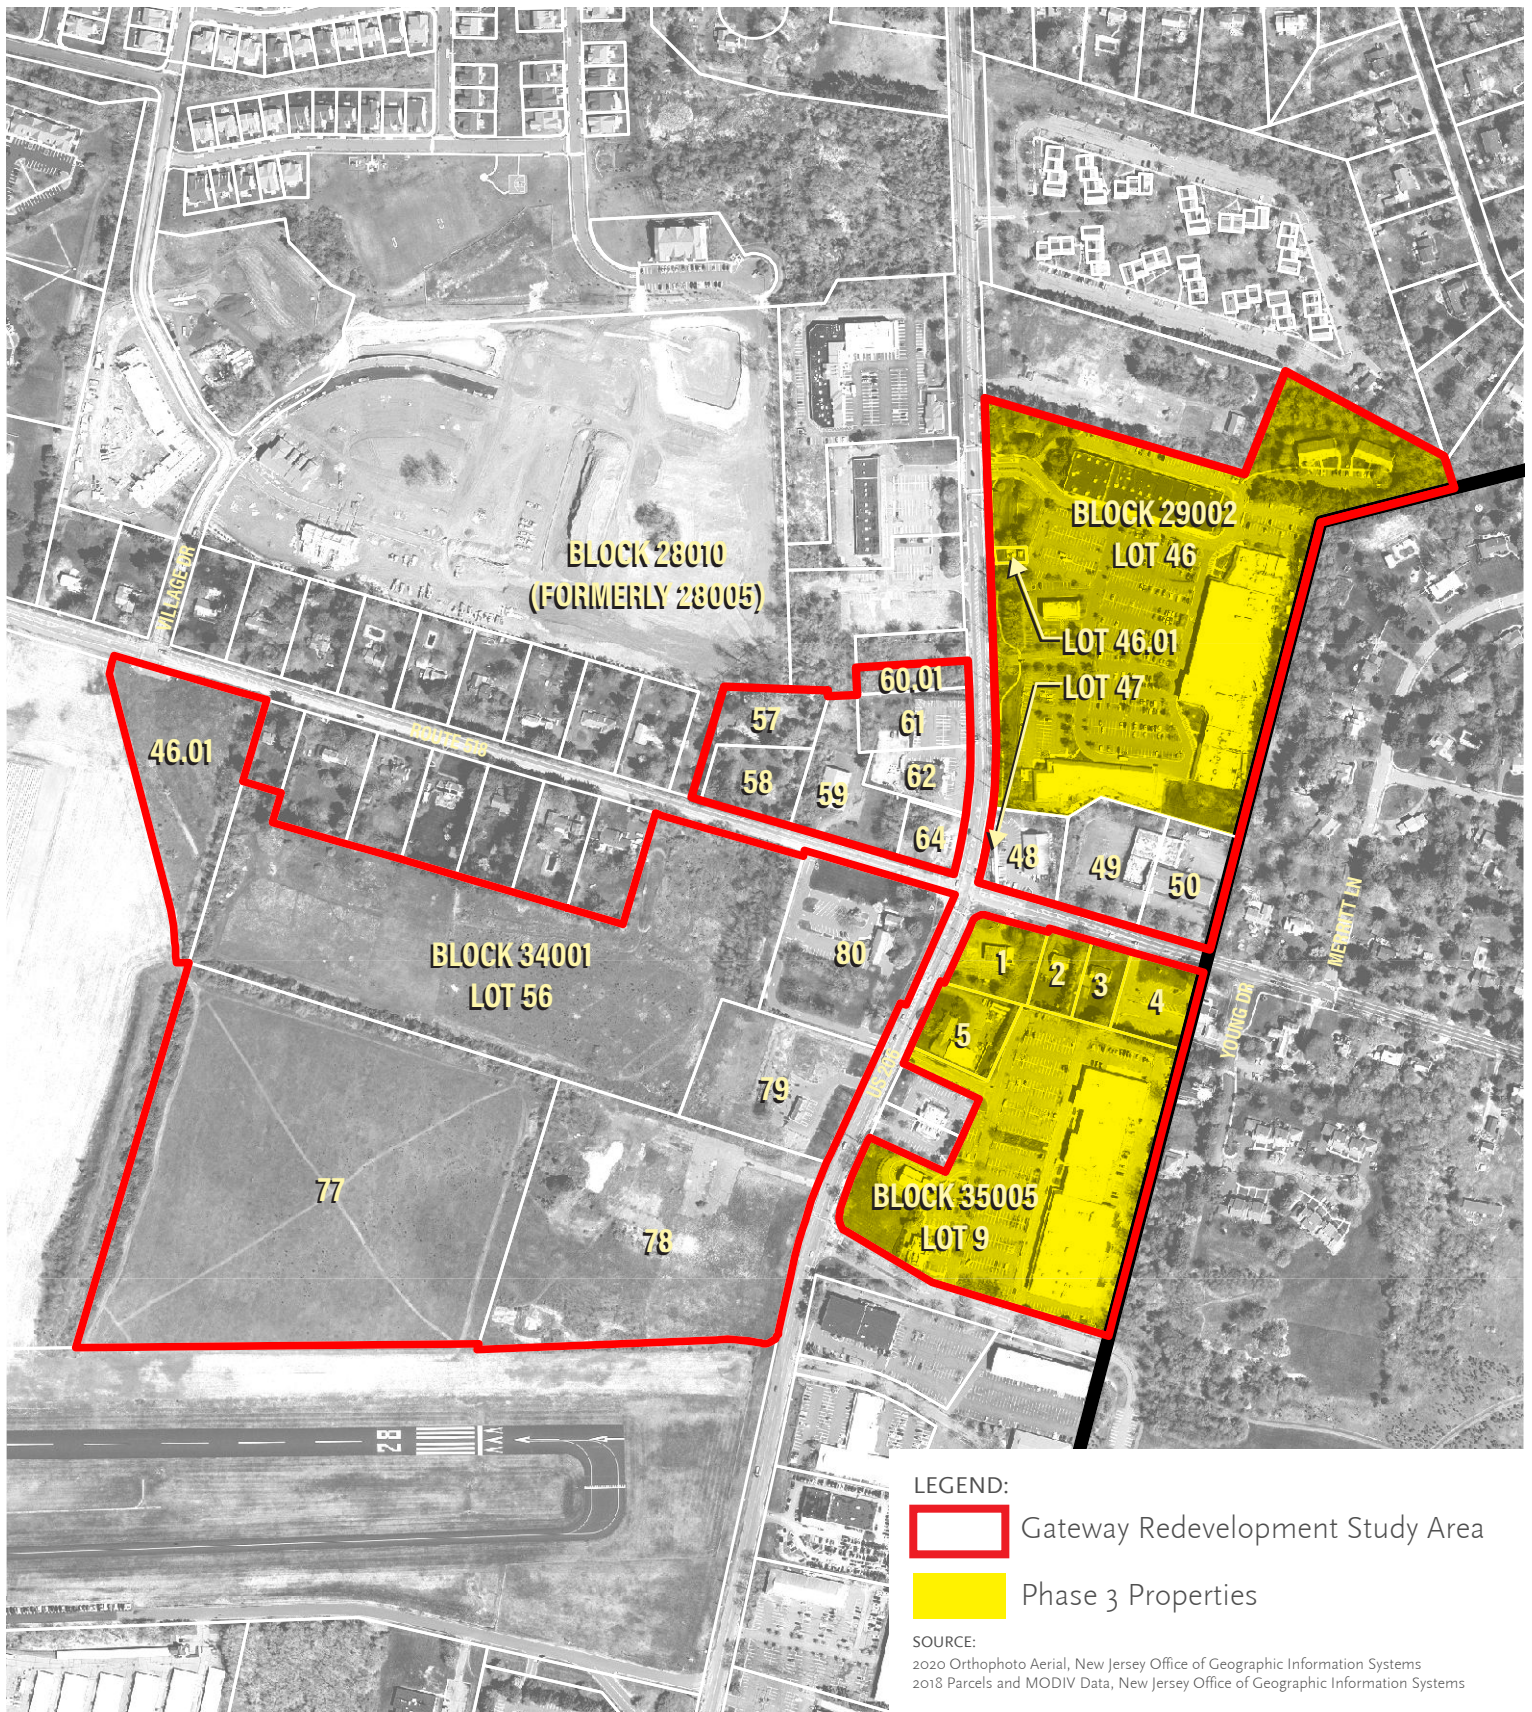 BLOCK 29002
LOT 46
BLOCK 28010
(FORMERLY 28005)
VILLAGE DR
LOT 46.01
LOT 47
60.01
57
61
ROUTE 518
46.01
58
62
59
64
48
49
50
MERRITT LN
BLOCK 34001
LOT 56
80
1
2
3
4
5
YOUNG DR
US 206
79
77
78
BLOCK 35005
LOT 9
28
LEGEND:
Gateway Redevelopment Study Area
Phase 3 Properties
SOURCE:
2020 Orthophoto Aerial, New Jersey Office of Geographic Information Systems
2018 Parcels and MODIV Data, New Jersey Office of Geographic Information Systems